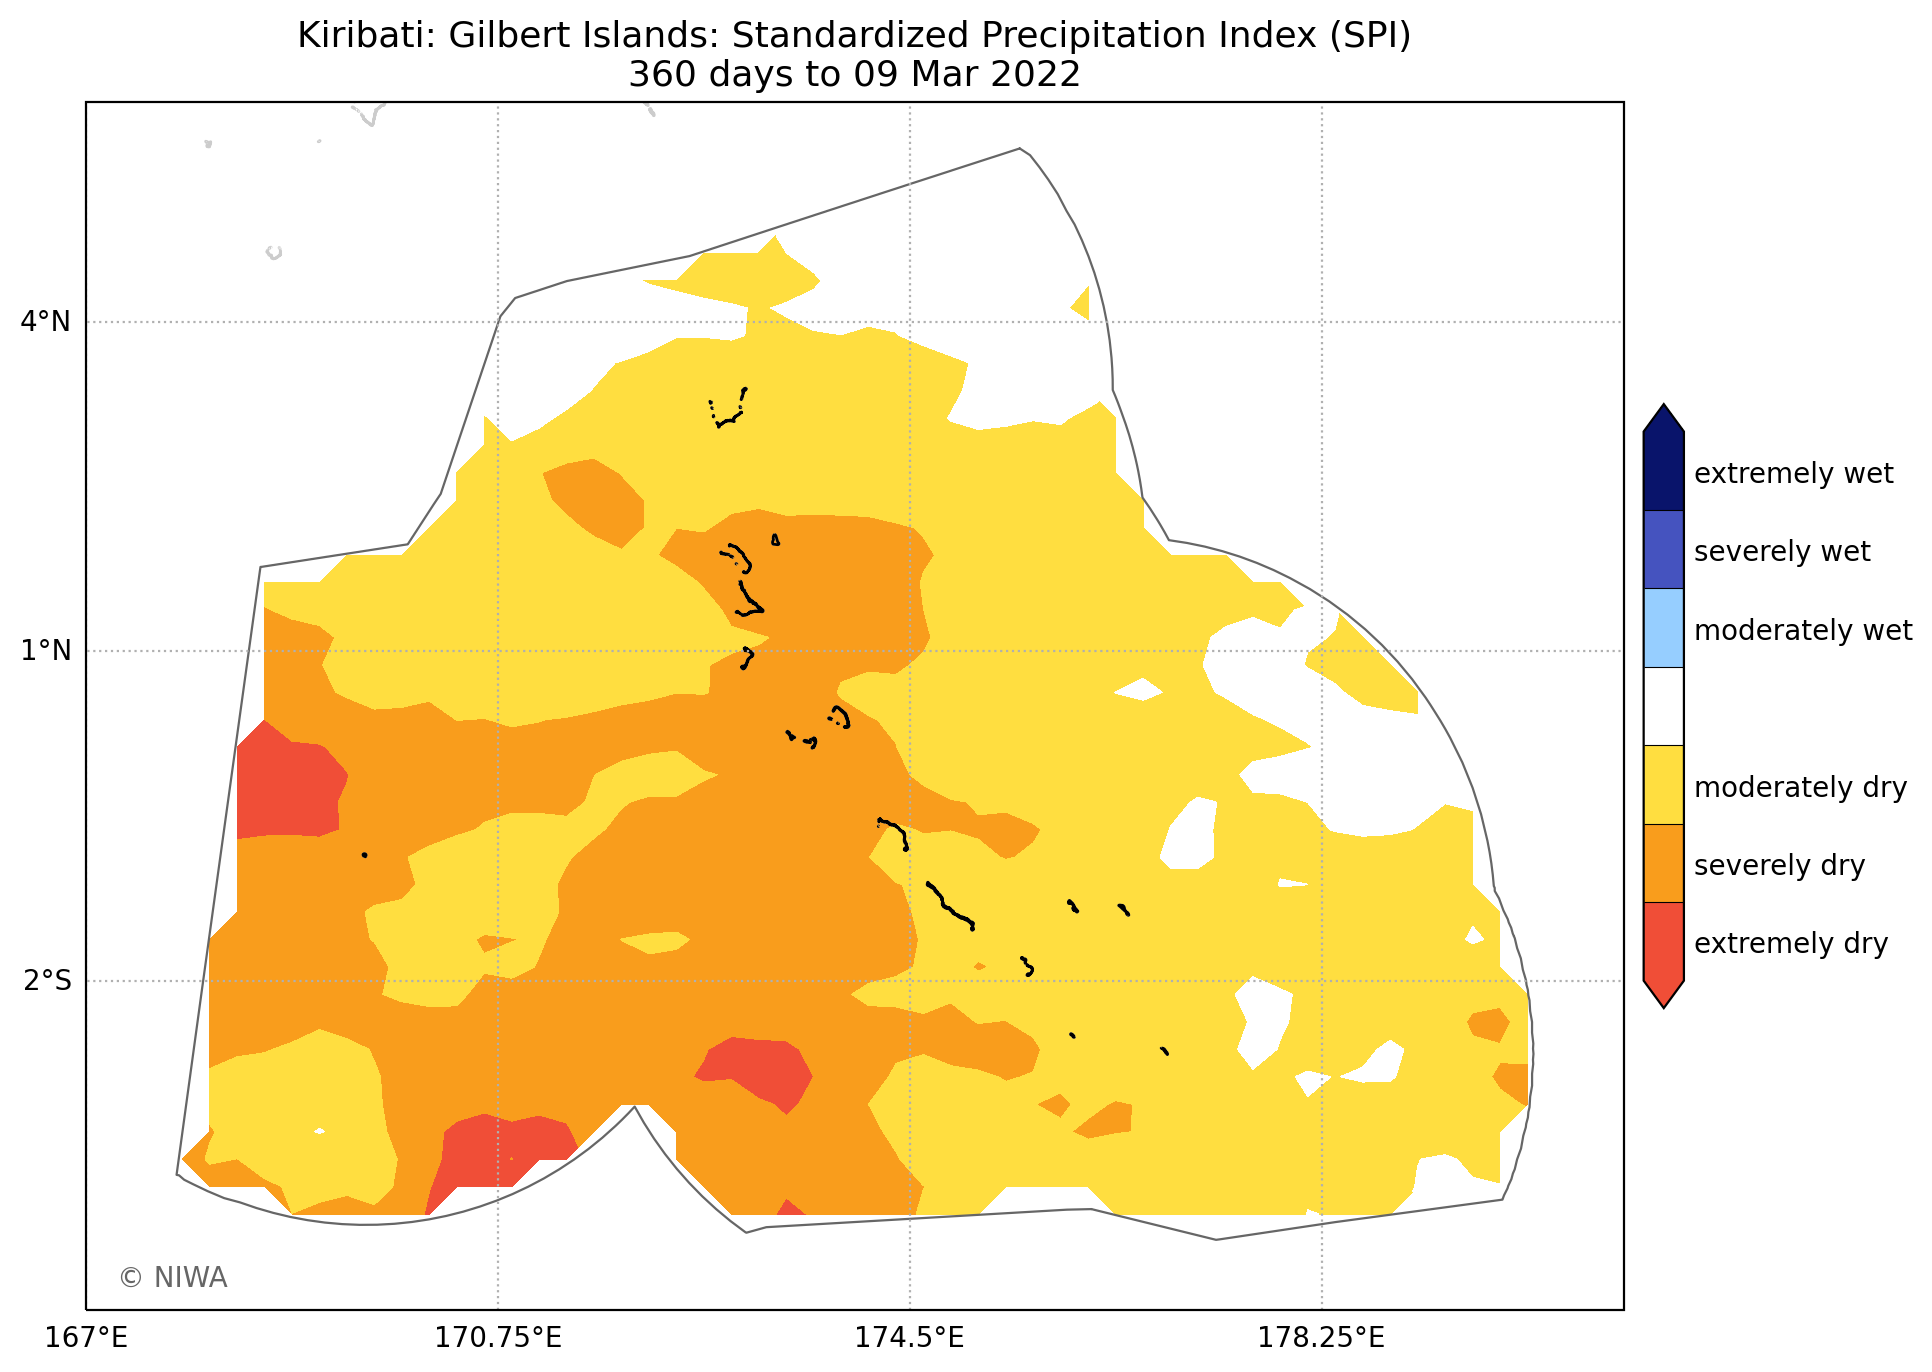 Kiribati: Gilbert Islands: Standardized Precipitation Index (SPI)
360 days to 09 Mar 2022
4°N
1°N
2°S
167°E
170.75°E
174.5°E
178.25°E
extremely wet
severely wet
moderately wet
moderately dry
severely dry
extremely dry
© NIWA